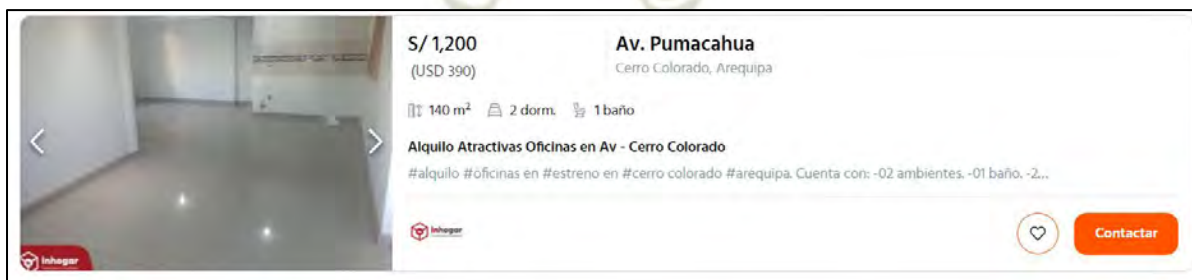 S/ 1,200
(USD 390)
Av. Pumacahua
Cerro Colorado, Arequipa
140 m² 2 dorm. 1 baño
Alquilo Atractivas Oficinas en Av - Cerro Colorado
#alquilo #oficinas en #estreno en #cerro colorado #arequipa. Cuenta con: -02 ambientes. -01 baño. -2...
inhogar
Contactar
inhogar